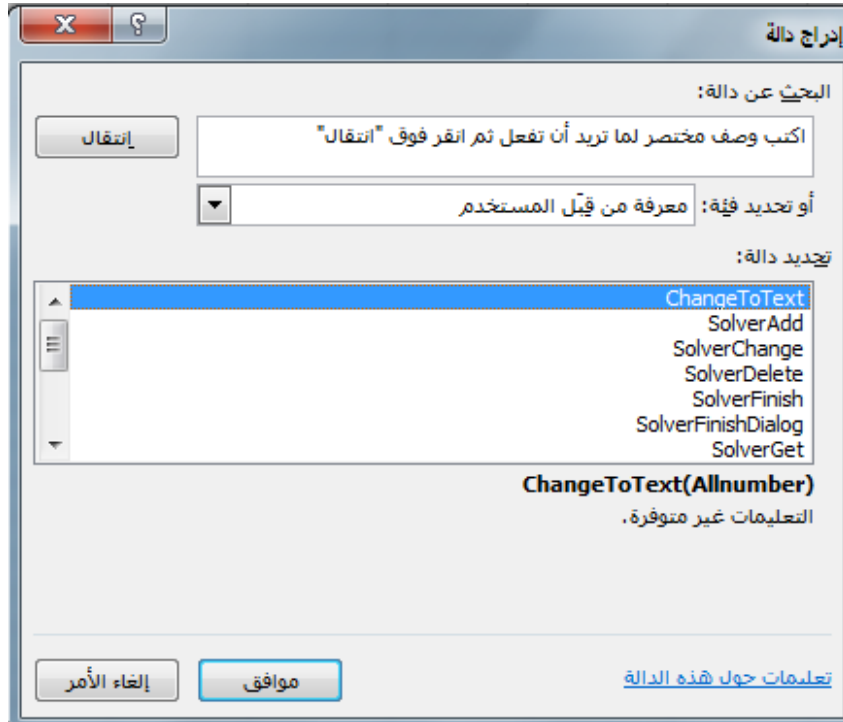 إدراج دالة
البحث عن دالة:
اكتب وصف مختصر لما تريد أن تفعل ثم انقر فوق "انتقال"
إنتقال
أو تحديد فئة: معرفة من قِبَل المستخدم
تحديد دالة:
ChangeToText
SolverAdd
SolverChange
SolverDelete
SolverFinish
SolverFinishDialog
SolverGet
ChangeToText(Allnumber)
التعليمات غير متوفرة.
تعليمات حول هذه الدالة
موافق
إلغاء الأمر